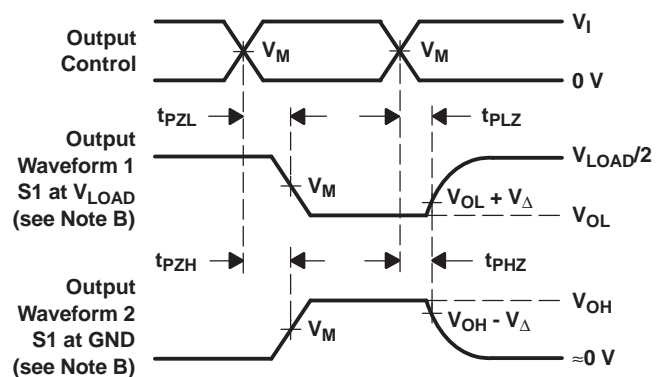 Output
Control
V_M
V_M
V_I
0 V
t_PZL
t_PLZ
Output
Waveform 1
S1 at V_LOAD
(see Note B)
V_M
V_LOAD/2
V_OL + V_Δ
V_OL
t_PZH
t_PHZ
Output
Waveform 2
S1 at GND
(see Note B)
V_M
V_OH
V_OH - V_Δ
≈0 V